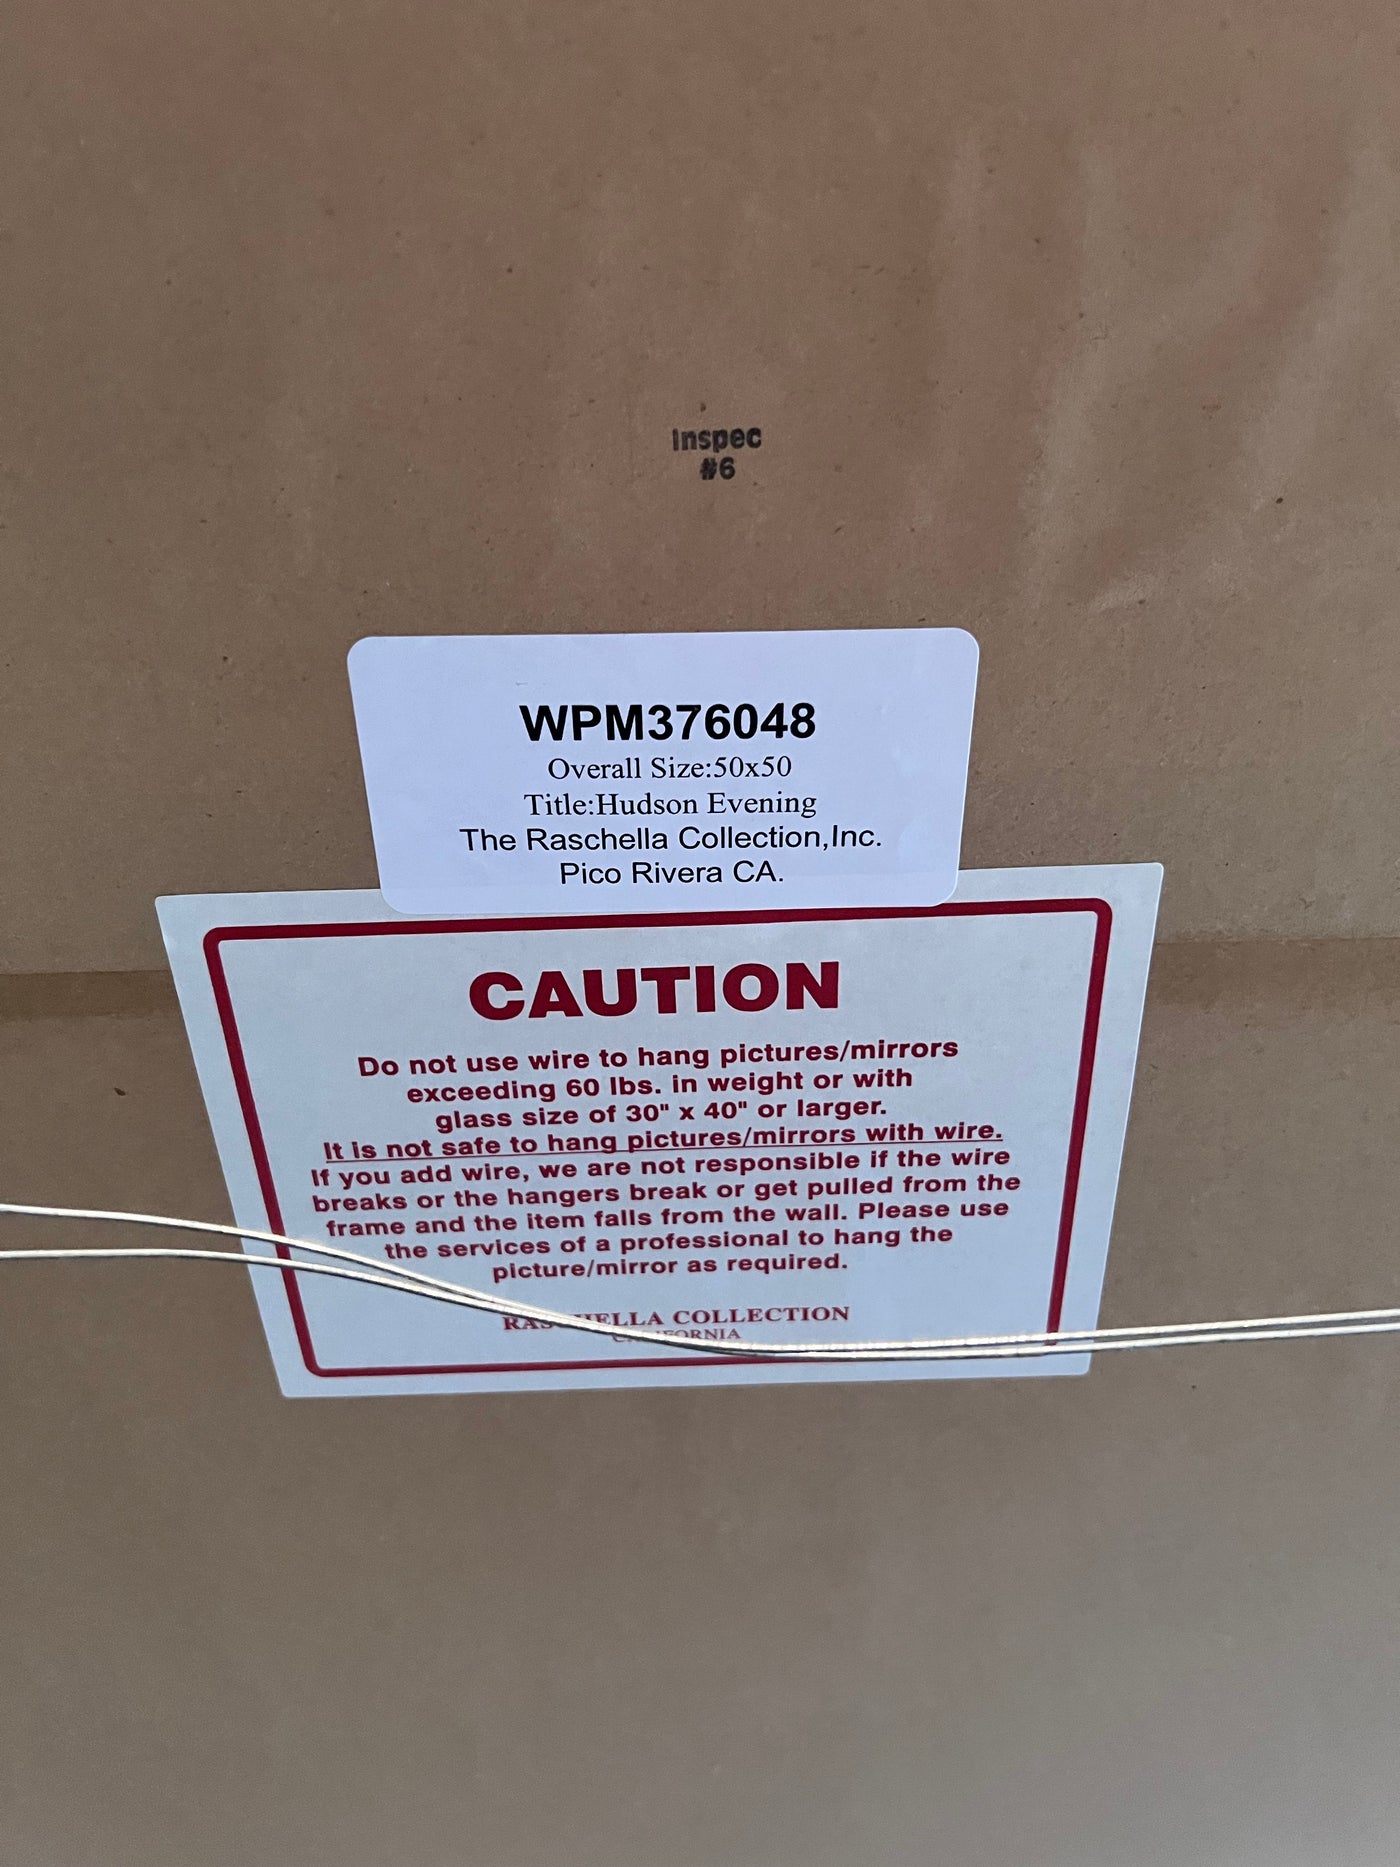 Inspec
#6
WPM376048
Overall Size:50x50
Title:Hudson Evening
The Raschella Collection,Inc.
Pico Rivera CA.
CAUTION
Do not use wire to hang pictures/mirrors
exceeding 60 lbs. in weight or with
glass size of 30" x 40" or larger.
It is not safe to hang pictures/mirrors with wire.
If you add wire, we are not responsible if the wire
breaks or the hangers break or get pulled from the
frame and the item falls from the wall. Please use
the services of a professional to hang the
picture/mirror as required.
RASCHELLA COLLECTION
CALIFORNIA